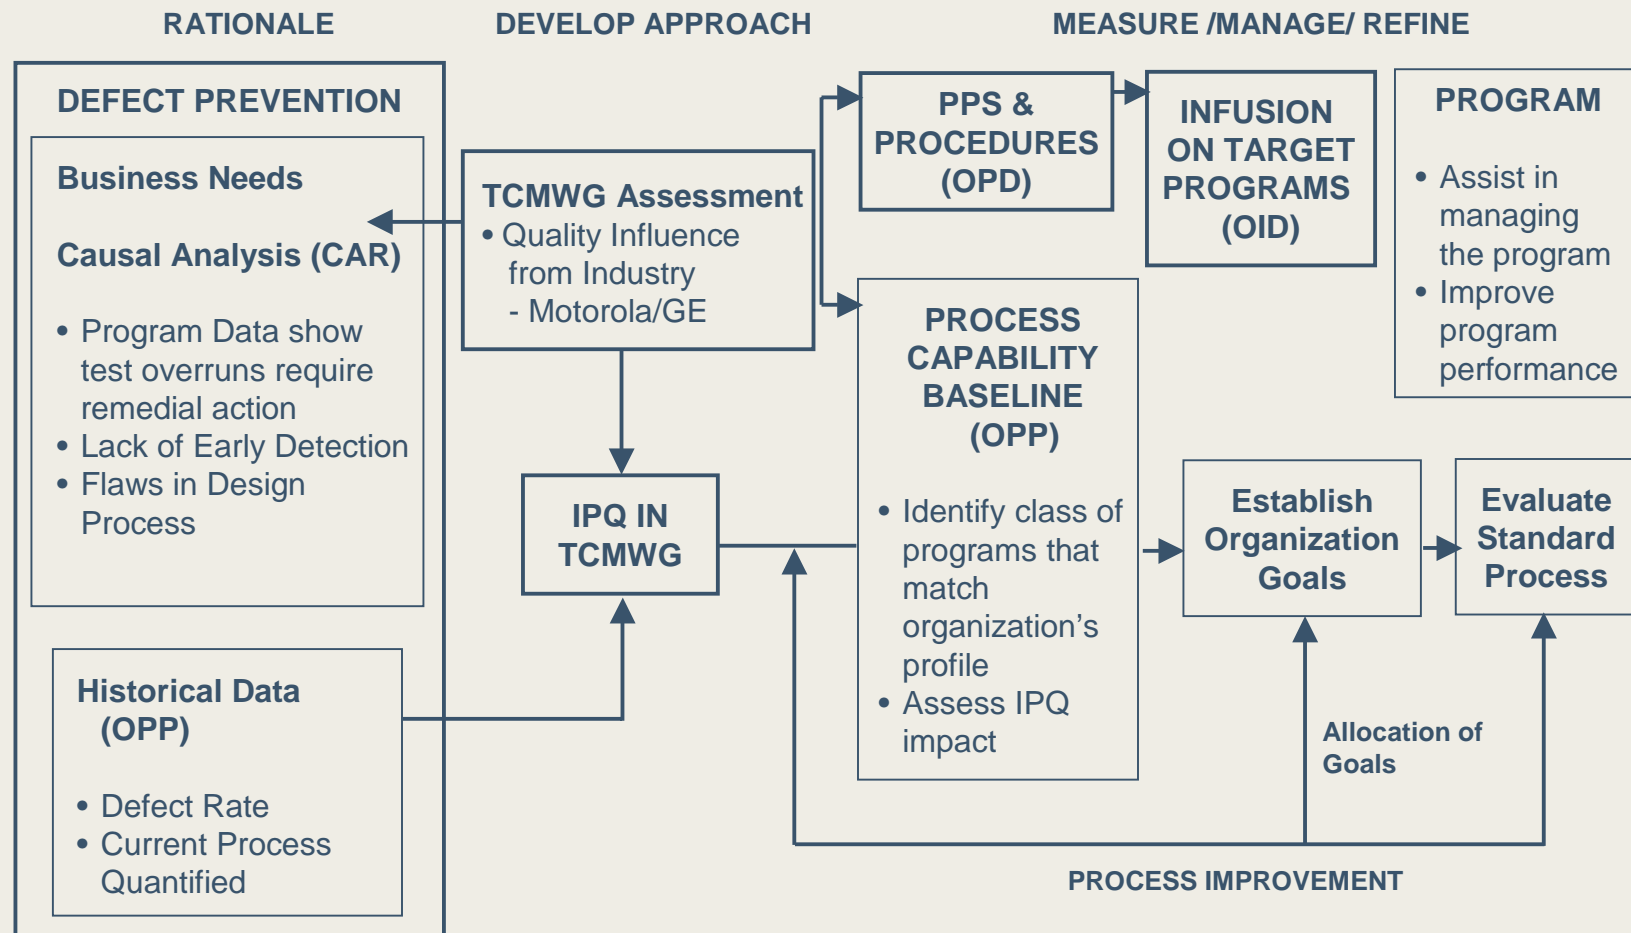 RATIONALE
DEVELOP APPROACH
MEASURE /MANAGE/ REFINE
DEFECT PREVENTION
Business Needs
Causal Analysis (CAR)
• Program Data show
test overruns require
remedial action
• Lack of Early Detection
• Flaws in Design
Process
Historical Data
(OPP)
• Defect Rate
• Current Process
Quantified
TCMWG Assessment
• Quality Influence
from Industry
- Motorola/GE
IPQ IN
TCMWG
PPS &
PROCEDURES
(OPD)
INFUSION
ON TARGET
PROGRAMS
(OID)
PROGRAM
• Assist in
managing
the program
• Improve
program
performance
PROCESS
CAPABILITY
BASELINE
(OPP)
• Identify class of
programs that
match
organization’s
profile
• Assess IPQ
impact
Establish
Organization
Goals
Evaluate
Standard
Process
Allocation of
Goals
PROCESS IMPROVEMENT